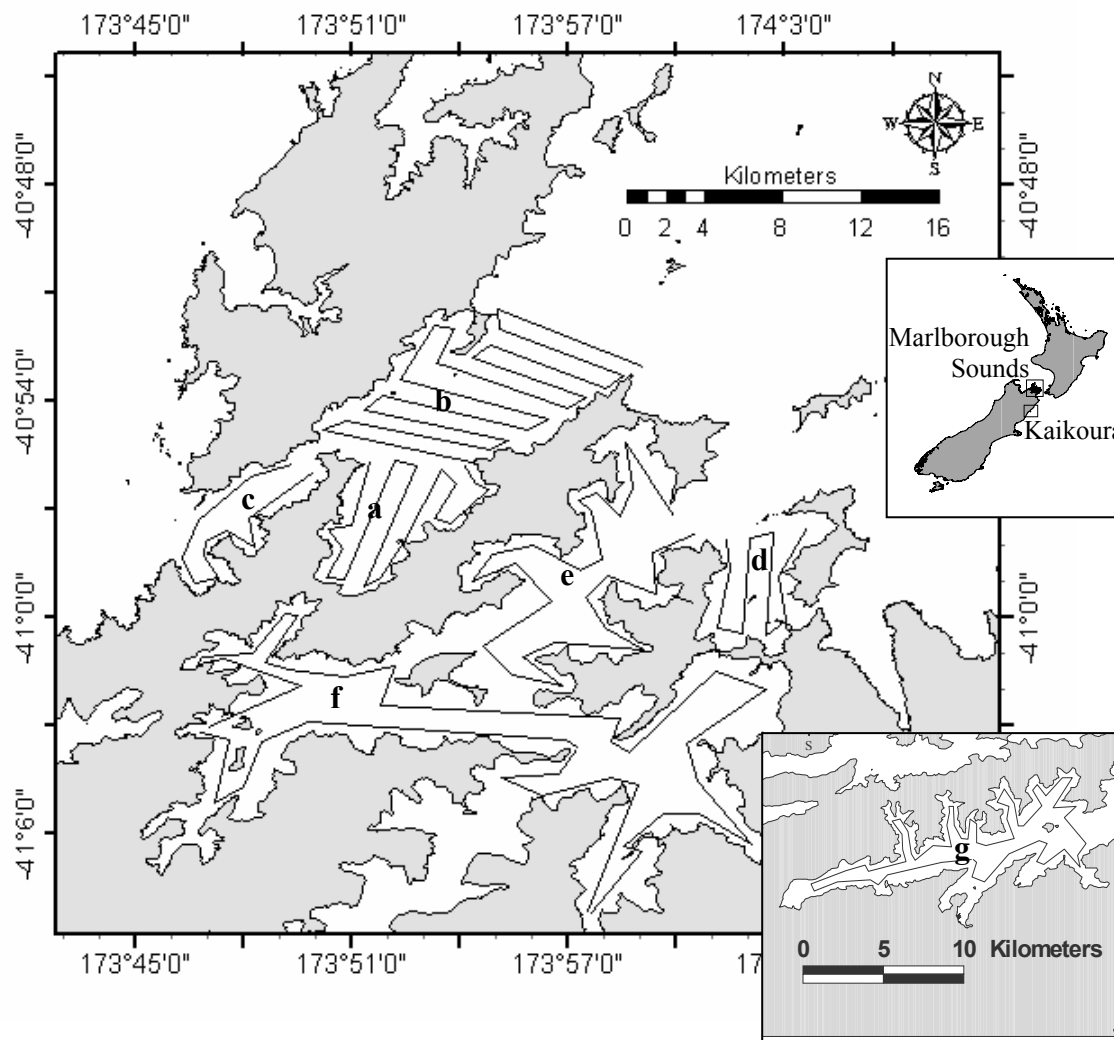 173°45'0" 173°51'0" 173°57'0" 174°3'0"
N
W E
S
-40°48'0" -40°48'0"
Kilometers
0 2 4 8 12 16
Marlborough
Sounds
Kaikoura
-40°54'0"
b
c
a
d
e
-41°0'0" -41°0'0"
f
S
g
-41°6'0"
0 5 10 Kilometers
173°45'0" 173°51'0" 173°57'0" 17